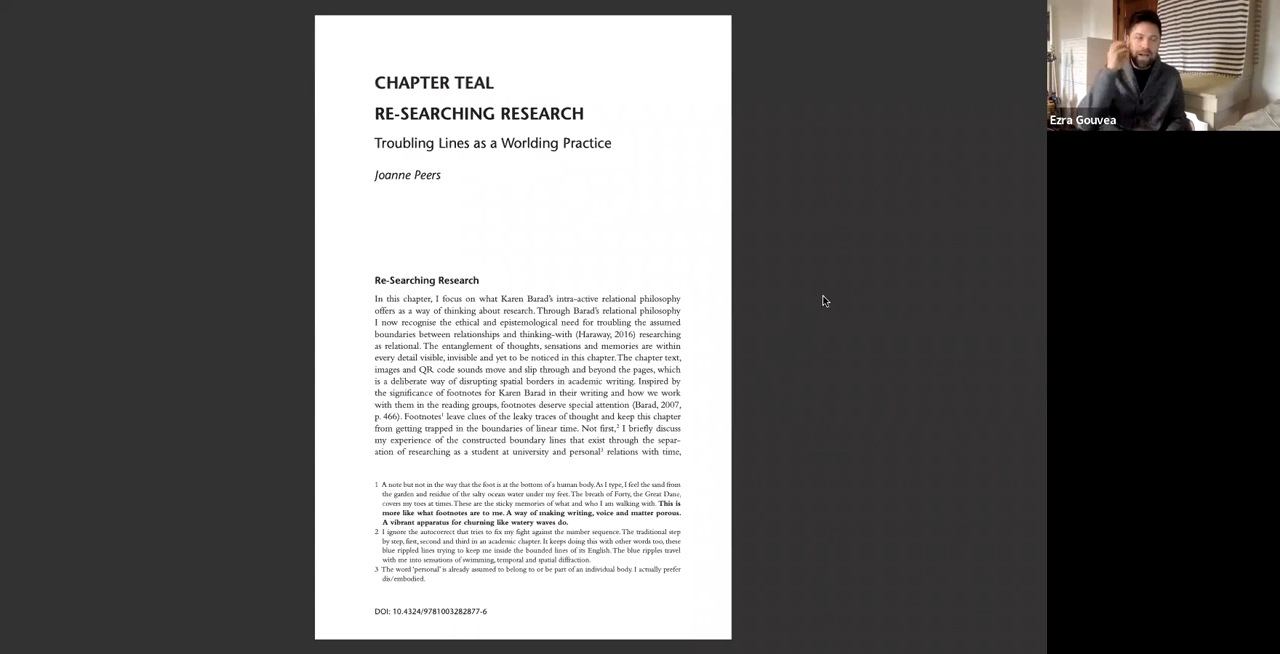 CHAPTER TEAL
RE-SEARCHING RESEARCH
Troubling Lines as a Worlding Practice
Joanne Peers
Re-Searching Research
In this chapter, I focus on what Karen Barad's intra-active relational philosophy
offers as a way of thinking about research. Through Barad's relational philosophy
I now recognise the ethical and epistemological need for troubling the assumed
boundaries between relationships and thinking-with (Haraway, 2016) researching
as relational. The entanglement of thoughts, sensations and memories are within
every detail visible, invisible and yet to be noticed in this chapter. The chapter text,
images and QR code sounds move and slip through and beyond the pages, which
is a deliberate way of disrupting spatial borders in academic writing. Inspired by
the significance of footnotes for Karen Barad in their writing and how we work
with them in the reading groups, footnotes deserve special attention (Barad, 2007,
p. 466). Footnotes¹ leave clues of the leaky traces of thought and keep this chapter
from getting trapped in the boundaries of linear time. Not first,² I briefly discuss
my experience of the constructed boundary lines that exist through the separ-
ation of researching as a student at university and personal³ relations with time,
1 A note but not in the way that the foot is at the bottom of a human body. As I type, I feel the sand from
the garden and residue of the salty ocean water under my feet. The breath of Forty, the Great Dane,
covers my toes at times. These are the sticky memories of what and who I am walking with. This is
more like what footnotes are to me. A way of making writing, voice and matter porous.
A vibrant apparatus for churning like watery waves do.
2 I ignore the autocorrect that tries to fix my fight against the number sequence. The traditional step
by step, first, second and third in an academic chapter. It keeps doing this with other words too, these
blue rippled lines trying to keep me inside the bounded lines of its English. The blue ripples travel
with me into sensations of swimming, temporal and spatial diffraction.
3 The word 'personal' is already assumed to belong to or be part of an individual body. I actually prefer
dis/embodied.
DOI: 10.4324/9781003282877-6
Ezra Gouvea